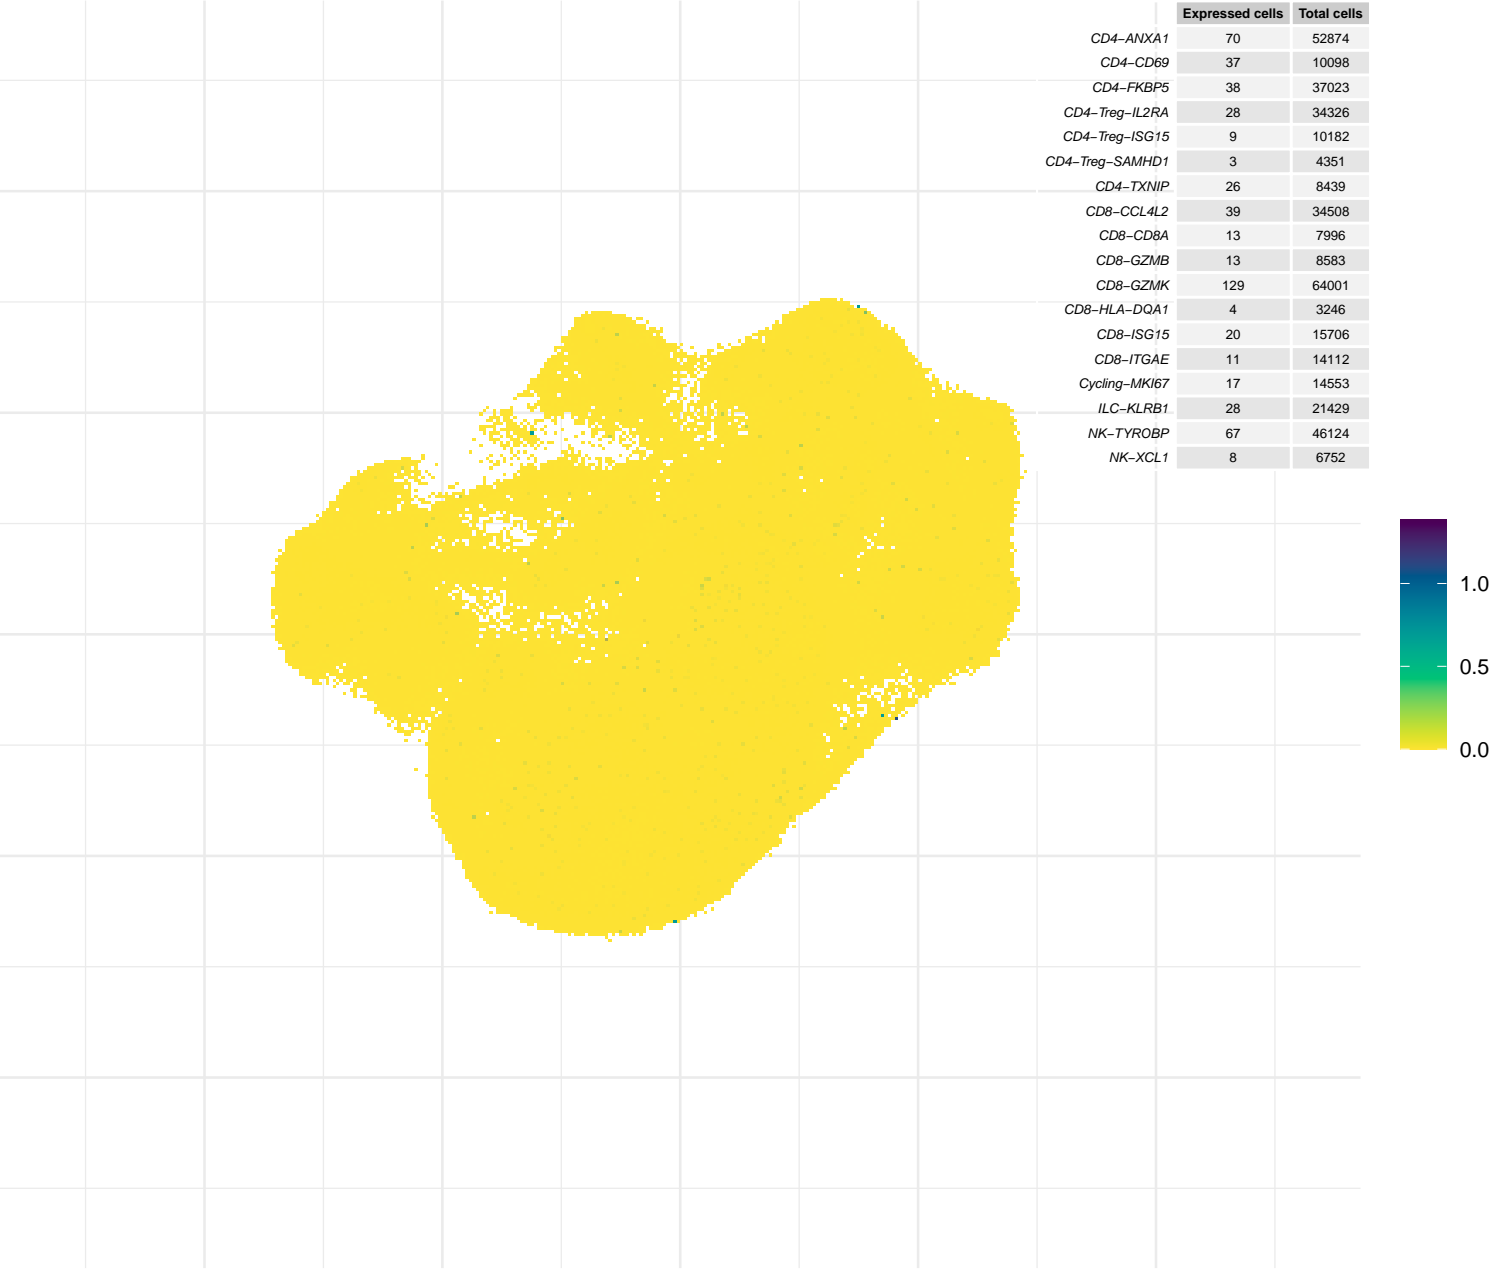 Expressed cells Total cells
CD4−ANXA1 70 52874
CD4−CD69 37 10098
CD4−FKBP5 38 37023
CD4−Treg−IL2RA 28 34326
CD4−Treg−ISG15 9 10182
CD4−Treg−SAMHD1 3 4351
CD4−TXNIP 26 8439
CD8−CCL4L2 39 34508
CD8−CD8A 13 7996
CD8−GZMB 13 8583
CD8−GZMK 129 64001
CD8−HLA−DQA1 4 3246
CD8−ISG15 20 15706
CD8−ITGAE 11 14112
Cycling−MKI67 17 14553
ILC−KLRB1 28 21429
NK−TYROBP 67 46124
NK−XCL1 8 6752
1.0
0.5
0.0